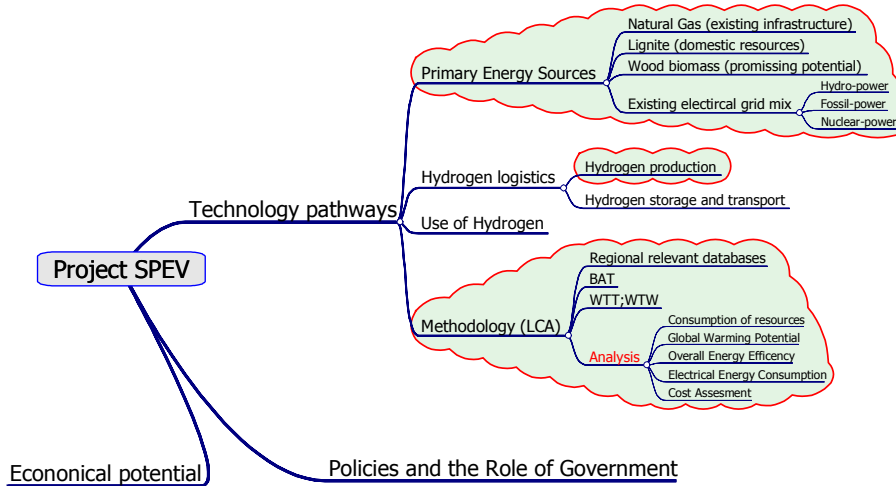 Natural Gas (existing infrastructure)
Lignite (domestic resources)
Primary Energy Sources
Wood biomass (promissing potential)
Existing electircal grid mix
Hydro-power
Fossil-power
Nuclear-power
Hydrogen logistics
Hydrogen production
Hydrogen storage and transport
Technology pathways
Use of Hydrogen
Project SPEV
Methodology (LCA)
Regional relevant databases
BAT
WTT;WTW
Analysis
Consumption of resources
Global Warming Potential
Overall Energy Efficency
Electrical Energy Consumption
Cost Assesment
Econonical potential
Policies and the Role of Government